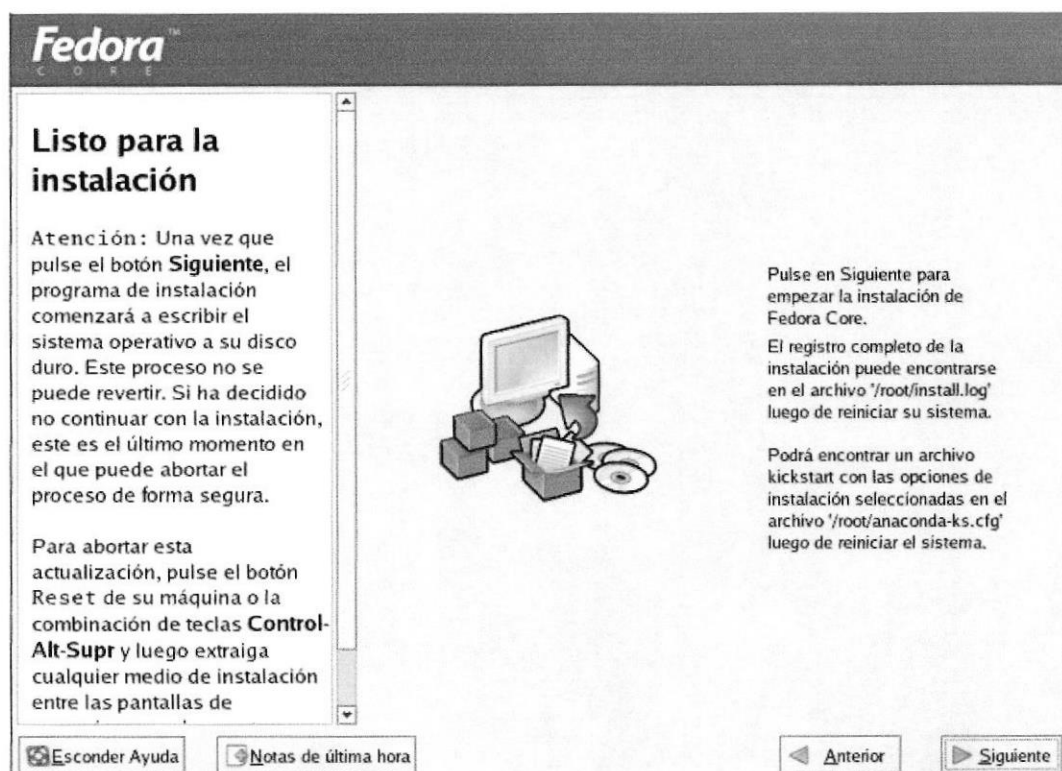 Fedora™
CORE
Listo para la
instalación
Atención: Una vez que
pulse el botón Siguiente, el
programa de instalación
comenzará a escribir el
sistema operativo a su disco
duro. Este proceso no se
puede revertir. Si ha decidido
no continuar con la instalación,
este es el último momento en
el que puede abortar el
proceso de forma segura.
Para abortar esta
actualización, pulse el botón
Reset de su máquina o la
combinación de teclas Control-
Alt-Supr y luego extraiga
cualquier medio de instalación
entre las pantallas de
Pulse en Siguiente para
empezar la instalación de
Fedora Core.
El registro completo de la
instalación puede encontrarse
en el archivo '/root/install.log'
luego de reiniciar su sistema.
Podrá encontrar un archivo
kickstart con las opciones de
instalación seleccionadas en el
archivo '/root/anaconda-ks.cfg'
luego de reiniciar el sistema.
Esconder Ayuda
Notas de última hora
Anterior
Siguiente